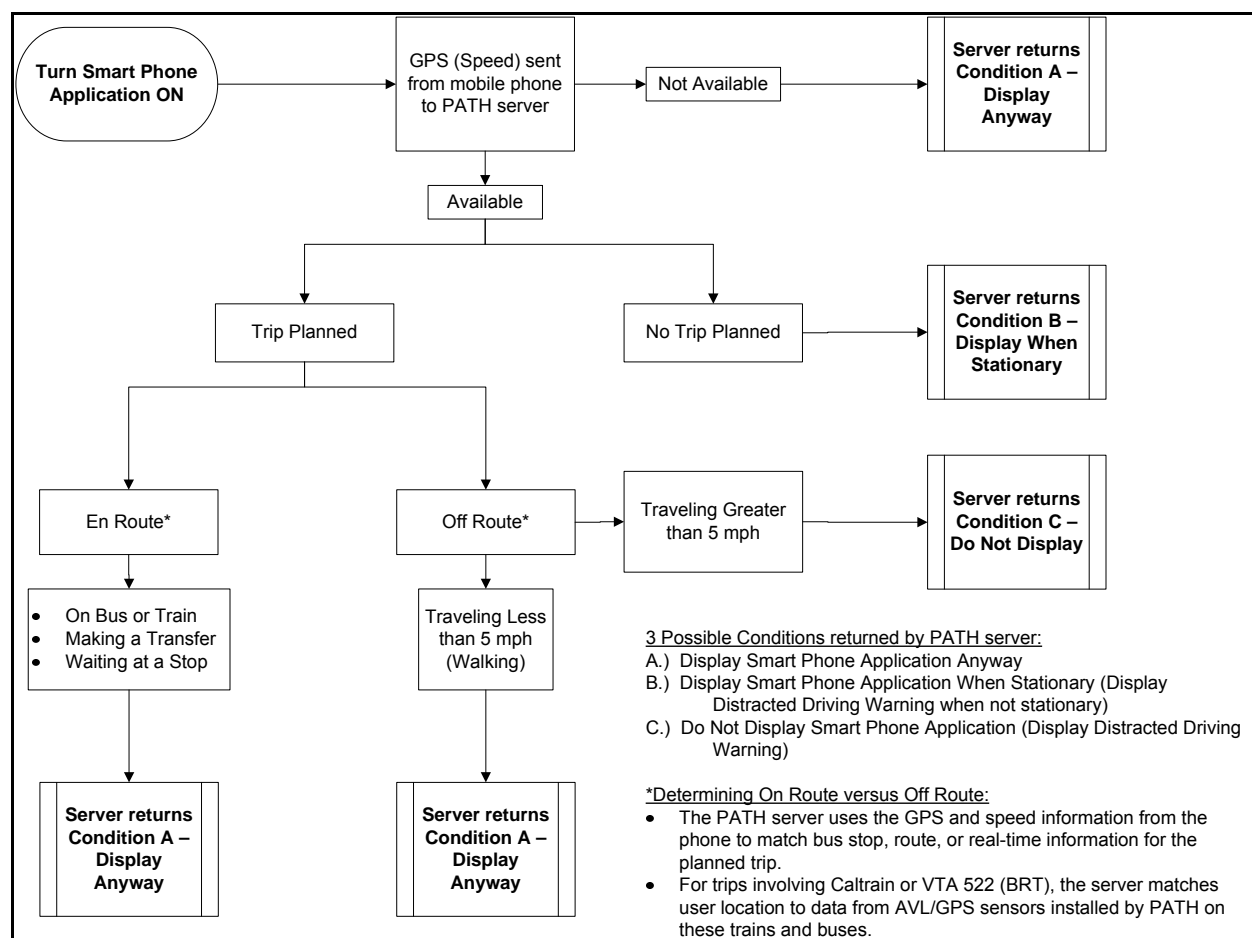 Turn Smart Phone
Application ON
GPS (Speed) sent
from mobile phone
to PATH server
Not Available
Server returns
Condition A –
Display
Anyway
Available
Trip Planned
No Trip Planned
Server returns
Condition B –
Display When
Stationary
En Route*
Off Route*
Traveling Greater
than 5 mph
Server returns
Condition C –
Do Not Display
• On Bus or Train
• Making a Transfer
• Waiting at a Stop
Traveling Less
than 5 mph
(Walking)
Server returns
Condition A –
Display
Anyway
Server returns
Condition A –
Display
Anyway
3 Possible Conditions returned by PATH server:
A.) Display Smart Phone Application Anyway
B.) Display Smart Phone Application When Stationary (Display
Distracted Driving Warning when not stationary)
C.) Do Not Display Smart Phone Application (Display Distracted Driving
Warning)
*Determining On Route versus Off Route:
• The PATH server uses the GPS and speed information from the
phone to match bus stop, route, or real-time information for the
planned trip.
• For trips involving Caltrain or VTA 522 (BRT), the server matches
user location to data from AVL/GPS sensors installed by PATH on
these trains and buses.